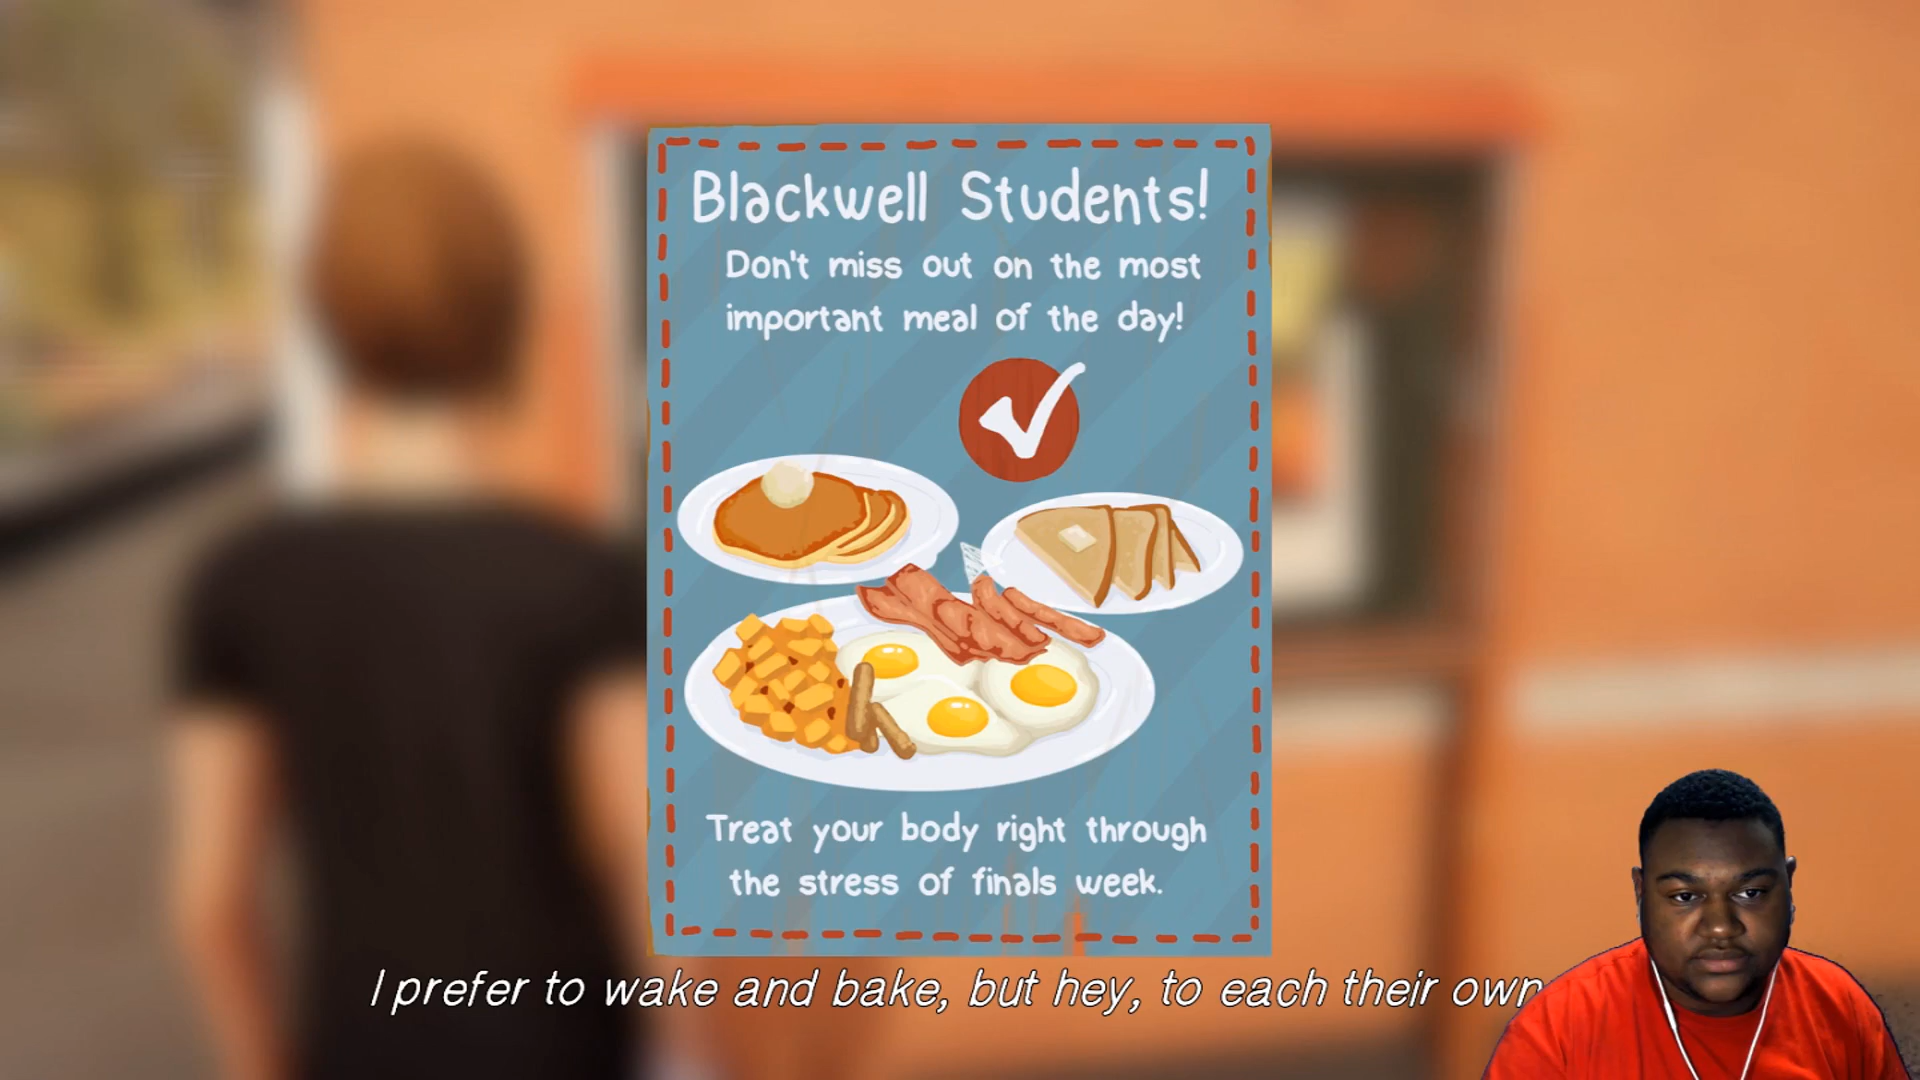 Blackwell Students!
Don't miss out on the most
important meal of the day!
Treat your body right through
the stress of finals week.
I prefer to wake and bake, but hey, to each their own